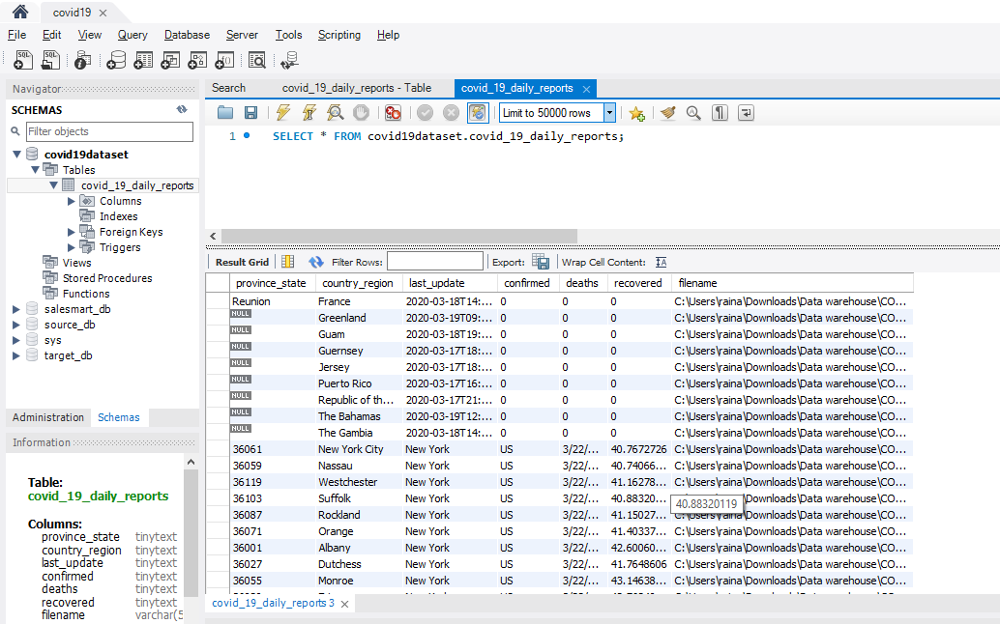 covid19
File Edit View Query Database Server Tools Scripting Help
Navigator
SCHEMAS
Filter objects
covid19dataset
Tables
covid_19_daily_reports
Columns
Indexes
Foreign Keys
Triggers
Views
Stored Procedures
Functions
salesmart_db
source_db
sys
target_db
Administration Schemas
Information
Table:
covid_19_daily_reports
Columns:
province_state tinytext
country_region tinytext
last_update tinytext
confirmed tinytext
deaths tinytext
recovered tinytext
filename varchar(5
Search covid_19_daily_reports - Table covid_19_daily_reports
Limit to 50000 rows
1 SELECT * FROM covid19dataset.covid_19_daily_reports;
Result Grid Filter Rows: Export: Wrap Cell Content:
province_state country_region last_update confirmed deaths recovered filename
Reunion France 2020-03-18T14:... 0 0 0 C:\Users\raina\Downloads\Data warehouse\CO...
NULL Greenland 2020-03-19T09:... 0 0 0 C:\Users\raina\Downloads\Data warehouse\CO...
NULL Guam 2020-03-18T19:... 0 0 0 C:\Users\raina\Downloads\Data warehouse\CO...
NULL Guernsey 2020-03-17T18:... 0 0 0 C:\Users\raina\Downloads\Data warehouse\CO...
NULL Jersey 2020-03-17T18:... 0 0 0 C:\Users\raina\Downloads\Data warehouse\CO...
NULL Puerto Rico 2020-03-17T16:... 0 0 0 C:\Users\raina\Downloads\Data warehouse\CO...
NULL Republic of th... 2020-03-17T21:... 0 0 0 C:\Users\raina\Downloads\Data warehouse\CO...
NULL The Bahamas 2020-03-19T12:... 0 0 0 C:\Users\raina\Downloads\Data warehouse\CO...
NULL The Gambia 2020-03-18T14:... 0 0 0 C:\Users\raina\Downloads\Data warehouse\CO...
36061 New York City New York US 3/22/... 40.7672726 C:\Users\raina\Downloads\Data warehouse\CO...
36059 Nassau New York US 3/22/... 40.74066... C:\Users\raina\Downloads\Data warehouse\CO...
36119 Westchester New York US 3/22/... 41.16278... C:\Users\raina\Downloads\Data warehouse\CO...
36103 Suffolk New York US 3/22/... 40.88320... 40.88320119 wnloads\Data warehouse\CO...
36087 Rockland New York US 3/22/... 41.15027... C:\Users\raina\Downloads\Data warehouse\CO...
36071 Orange New York US 3/22/... 41.40337... C:\Users\raina\Downloads\Data warehouse\CO...
36001 Albany New York US 3/22/... 42.60060... C:\Users\raina\Downloads\Data warehouse\CO...
36027 Dutchess New York US 3/22/... 41.7648606 C:\Users\raina\Downloads\Data warehouse\CO...
36055 Monroe New York US 3/22/... 43.14638... C:\Users\raina\Downloads\Data warehouse\CO...
covid_19_daily_reports 3